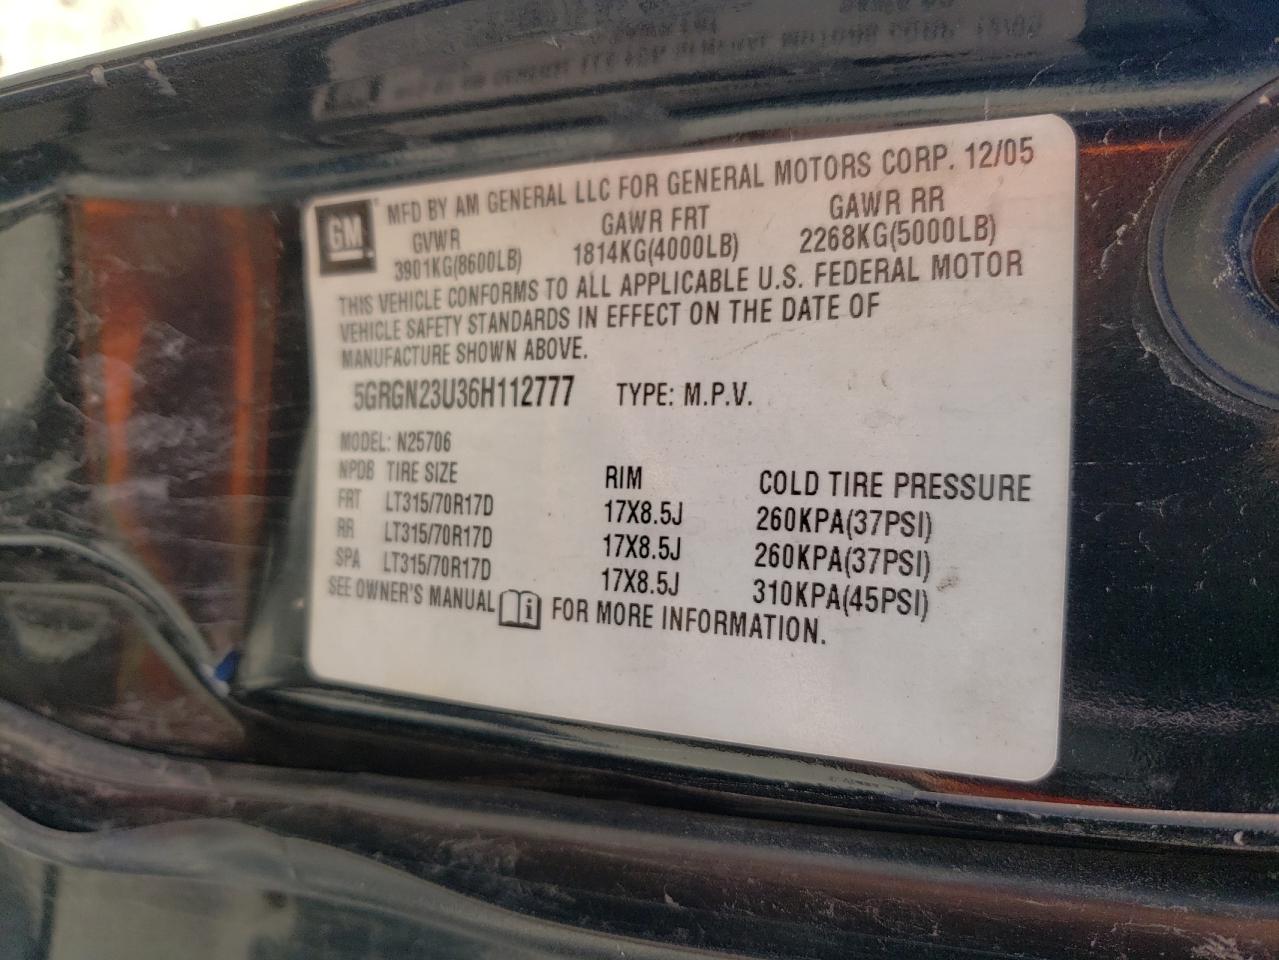 GM
MFD BY AM GENERAL LLC FOR GENERAL MOTORS CORP. 12/05
GVWR GAWR FRT GAWR RR
3901KG(8600LB) 1814KG(4000LB) 2268KG(5000LB)
THIS VEHICLE CONFORMS TO ALL APPLICABLE U.S. FEDERAL MOTOR
VEHICLE SAFETY STANDARDS IN EFFECT ON THE DATE OF
MANUFACTURE SHOWN ABOVE.
5GRGN23U36H112777 TYPE: M.P.V.
MODEL: N25706
NPDB TIRE SIZE RIM COLD TIRE PRESSURE
FRT LT315/70R17D 17X8.5J 260KPA(37PSI)
RR LT315/70R17D 17X8.5J 260KPA(37PSI)
SPA LT315/70R17D 17X8.5J 310KPA(45PSI)
SEE OWNER'S MANUAL i FOR MORE INFORMATION.